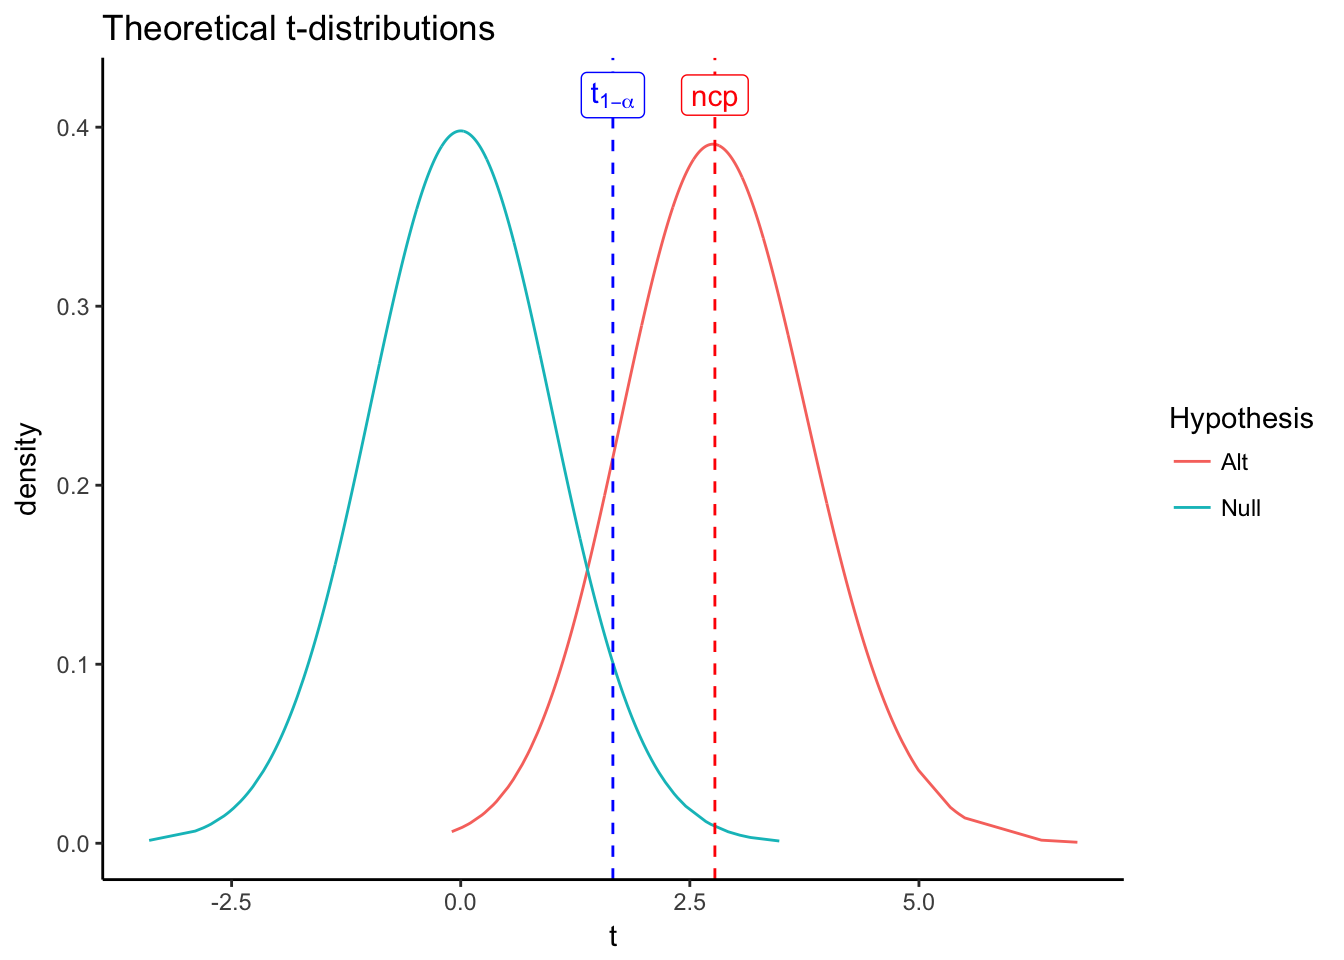 Theoretical t-distributions
t1−α
ncp
0.4
0.3
0.2
0.1
0.0
density
-2.5 0.0 2.5 5.0
t
Hypothesis
Alt
Null